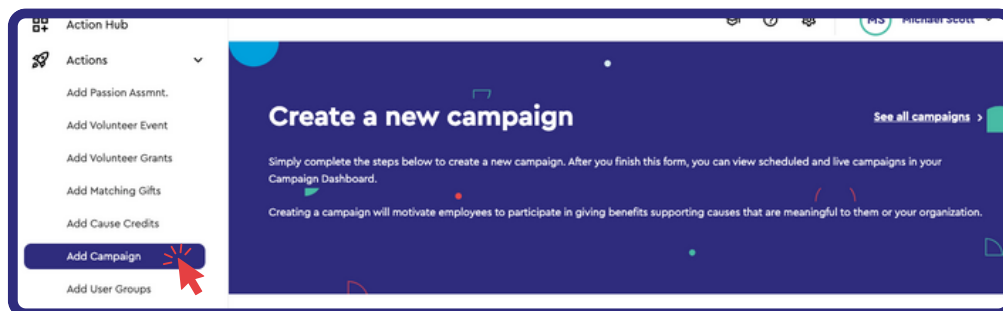 Action Hub
MS Michael Scott
Actions
Add Passion Assmnt.
Add Volunteer Event
Add Volunteer Grants
Add Matching Gifts
Add Cause Credits
Add Campaign
Add User Groups
Create a new campaign
See all campaigns >
Simply complete the steps below to create a new campaign. After you finish this form, you can view scheduled and live campaigns in your
Campaign Dashboard.
Creating a campaign will motivate employees to participate in giving benefits supporting causes that are meaningful to them or your organization.